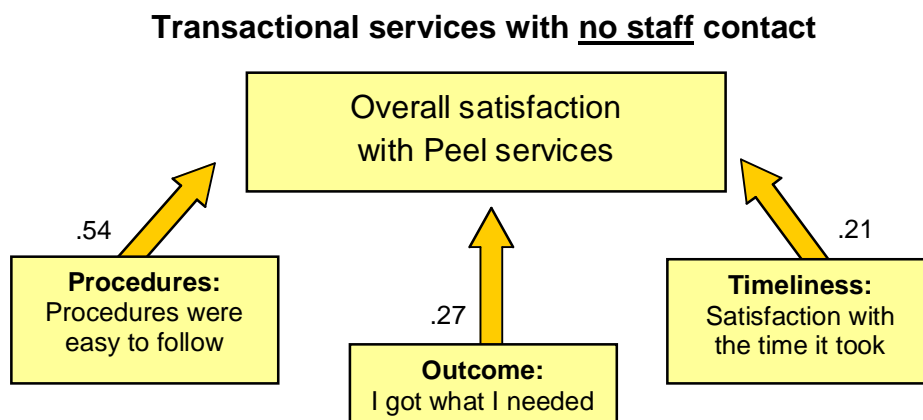 Transactional services with no staff contact
Overall satisfaction
with Peel services
.54
.27
.21
Procedures:
Procedures were
easy to follow
Outcome:
I got what I needed
Timeliness:
Satisfaction with
the time it took